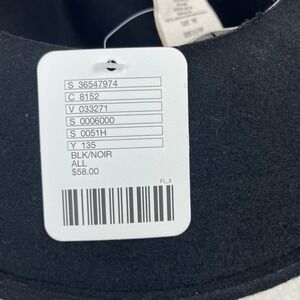 S 36547974
C 8152
V 033271
S 0006000
S 0051H
Y 135
BLK/NOIR
ALL
$58.00
FL_3